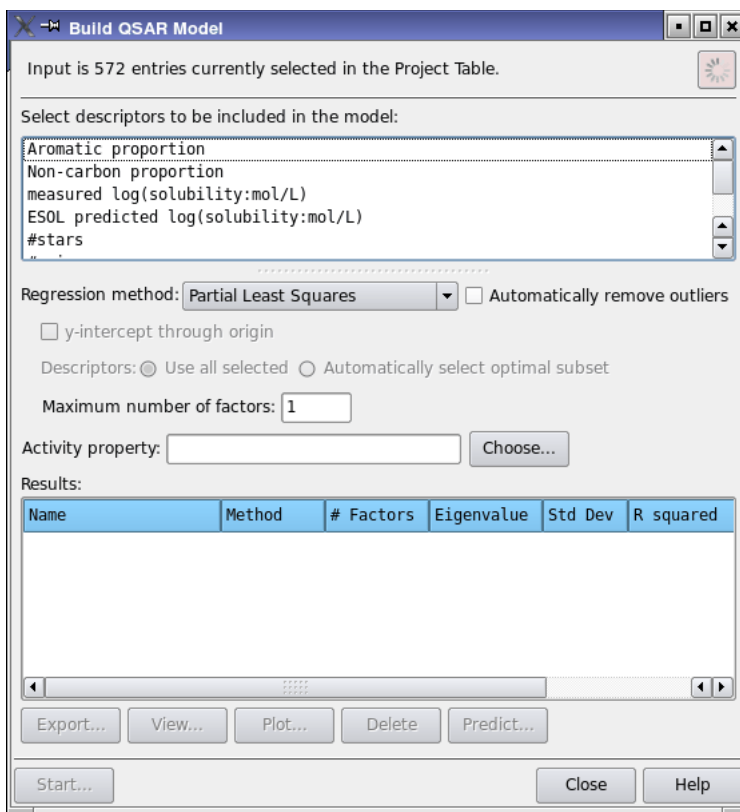 Build QSAR Model
Input is 572 entries currently selected in the Project Table.
Select descriptors to be included in the model:
Aromatic proportion
Non-carbon proportion
measured log(solubility:mol/L)
ESOL predicted log(solubility:mol/L)
#stars
Regression method: Partial Least Squares Automatically remove outliers
y-intercept through origin
Descriptors: Use all selected Automatically select optimal subset
Maximum number of factors: 1
Activity property: Choose...
Results:
Name Method # Factors Eigenvalue Std Dev R squared
Export... View... Plot... Delete Predict...
Start... Close Help